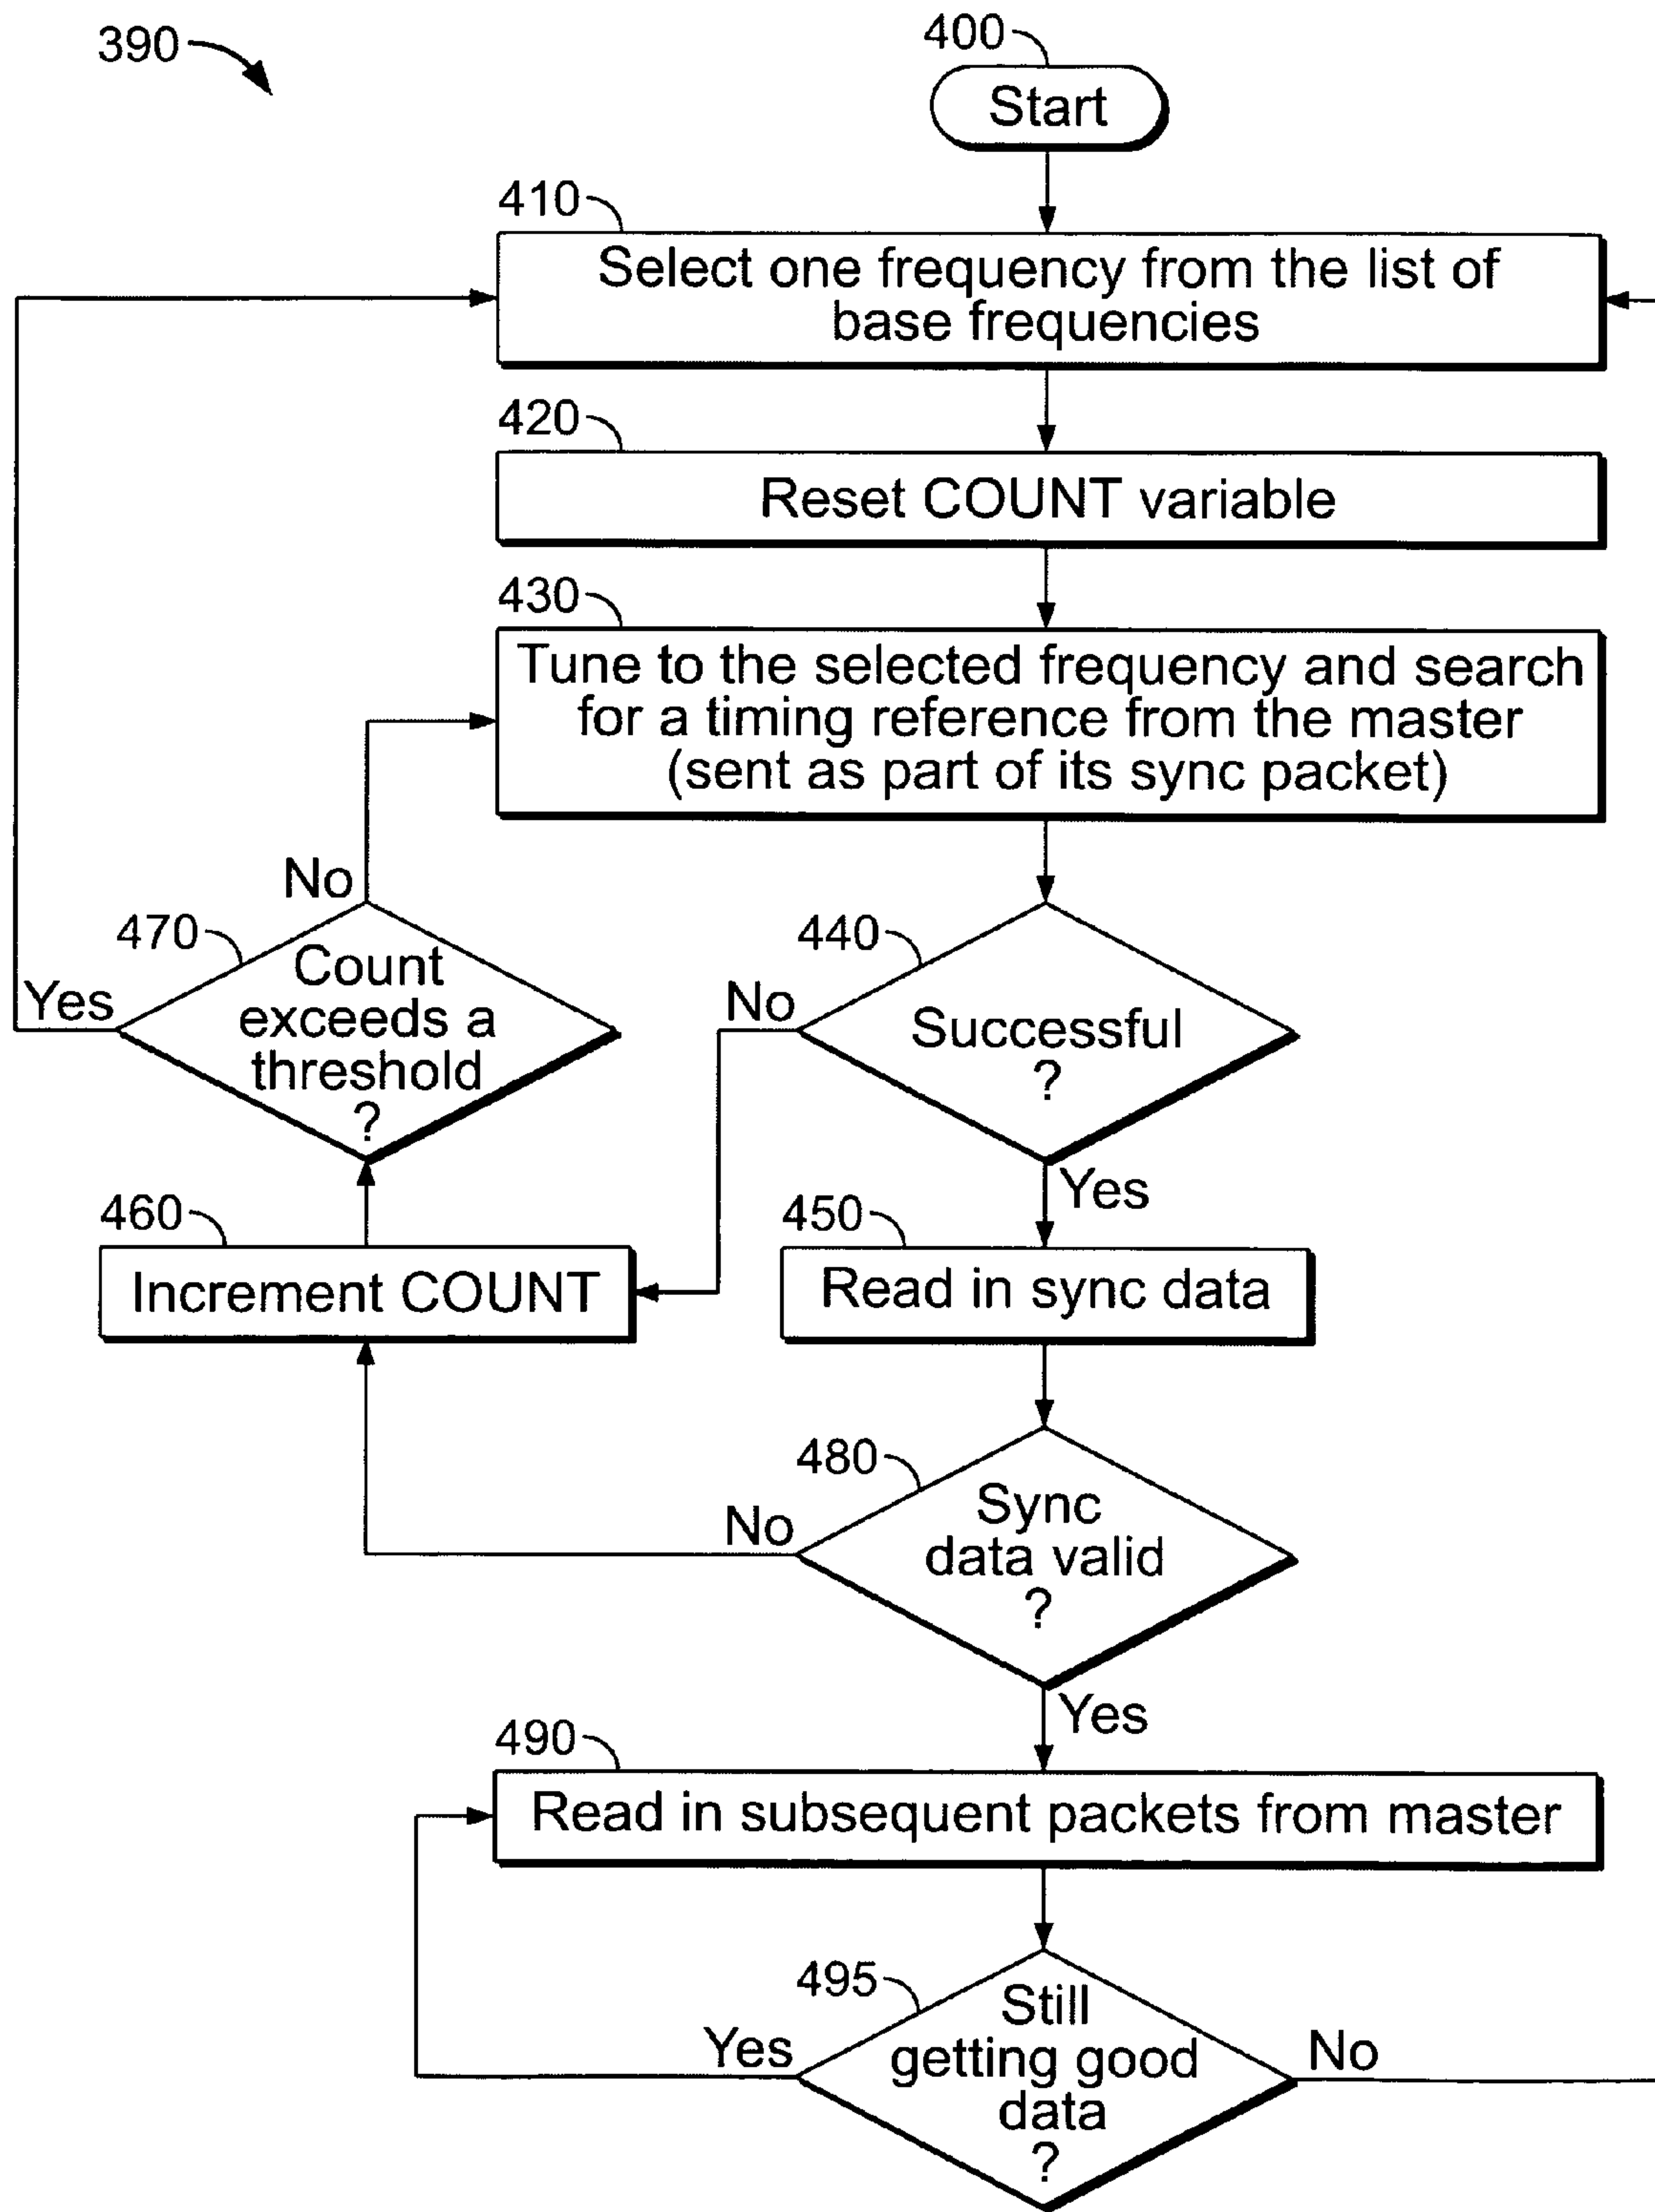 390
400
Start
410
Select one frequency from the list of
base frequencies
420
Reset COUNT variable
430
Tune to the selected frequency and search
for a timing reference from the master
(sent as part of its sync packet)
No
470
Count
exceeds a
threshold
?
Yes
440
No
Successful
?
Yes
460
Increment COUNT
450
Read in sync data
480
No
Sync
data valid
?
Yes
490
Read in subsequent packets from master
495
Yes
Still
getting good
data
?
No